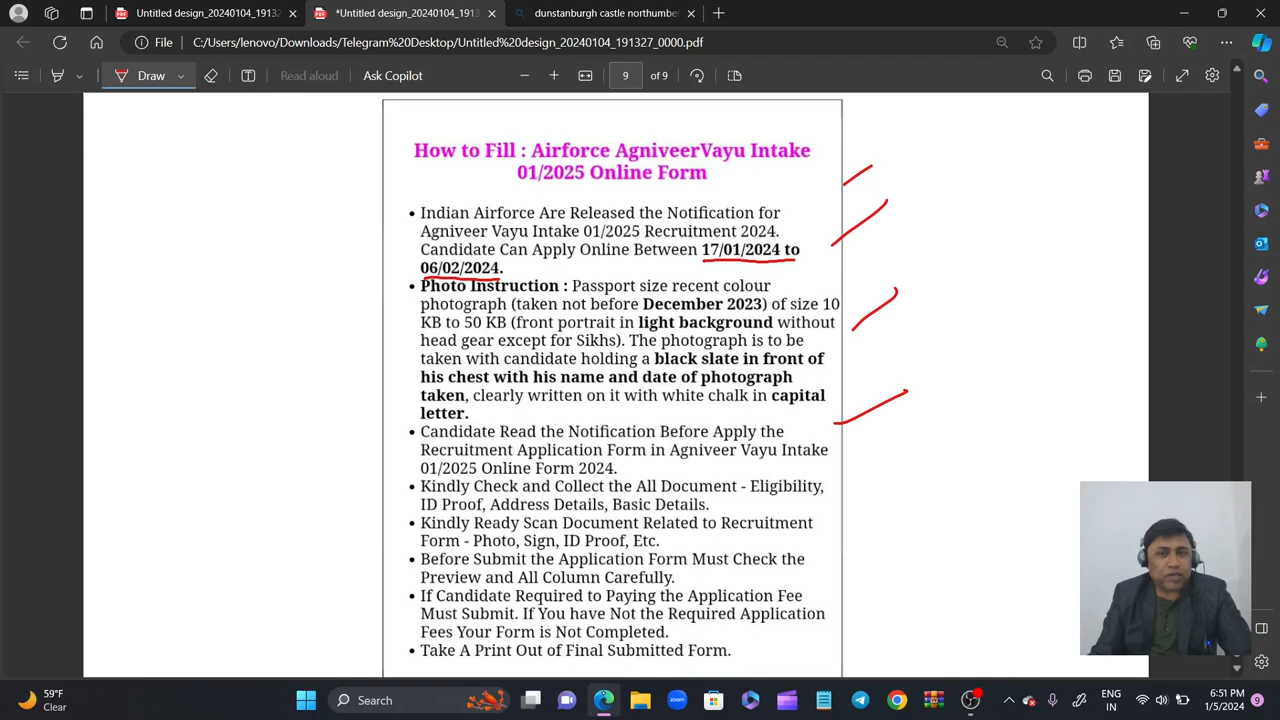 Untitled design_20240104_19132
*Untitled design_20240104_1913
dunstanburgh castle northumber
File
C:/Users/lenovo/Downloads/Telegram%20Desktop/Untitled%20design_20240104_191327_0000.pdf
Draw
Read aloud
Ask Copilot
9 of 9
How to Fill : Airforce AgniveerVayu Intake
01/2025 Online Form
• Indian Airforce Are Released the Notification for
Agniveer Vayu Intake 01/2025 Recruitment 2024.
Candidate Can Apply Online Between 17/01/2024 to
06/02/2024.
• Photo Instruction : Passport size recent colour
photograph (taken not before December 2023) of size 10
KB to 50 KB (front portrait in light background without
head gear except for Sikhs). The photograph is to be
taken with candidate holding a black slate in front of
his chest with his name and date of photograph
taken, clearly written on it with white chalk in capital
letter.
• Candidate Read the Notification Before Apply the
Recruitment Application Form in Agniveer Vayu Intake
01/2025 Online Form 2024.
• Kindly Check and Collect the All Document - Eligibility,
ID Proof, Address Details, Basic Details.
• Kindly Ready Scan Document Related to Recruitment
Form - Photo, Sign, ID Proof, Etc.
• Before Submit the Application Form Must Check the
Preview and All Column Carefully.
• If Candidate Required to Paying the Application Fee
Must Submit. If You have Not the Required Application
Fees Your Form is Not Completed.
• Take A Print Out of Final Submitted Form.
59°F
Clear
Search
zoom
ENG
IN
6:51 PM
1/5/2024
9